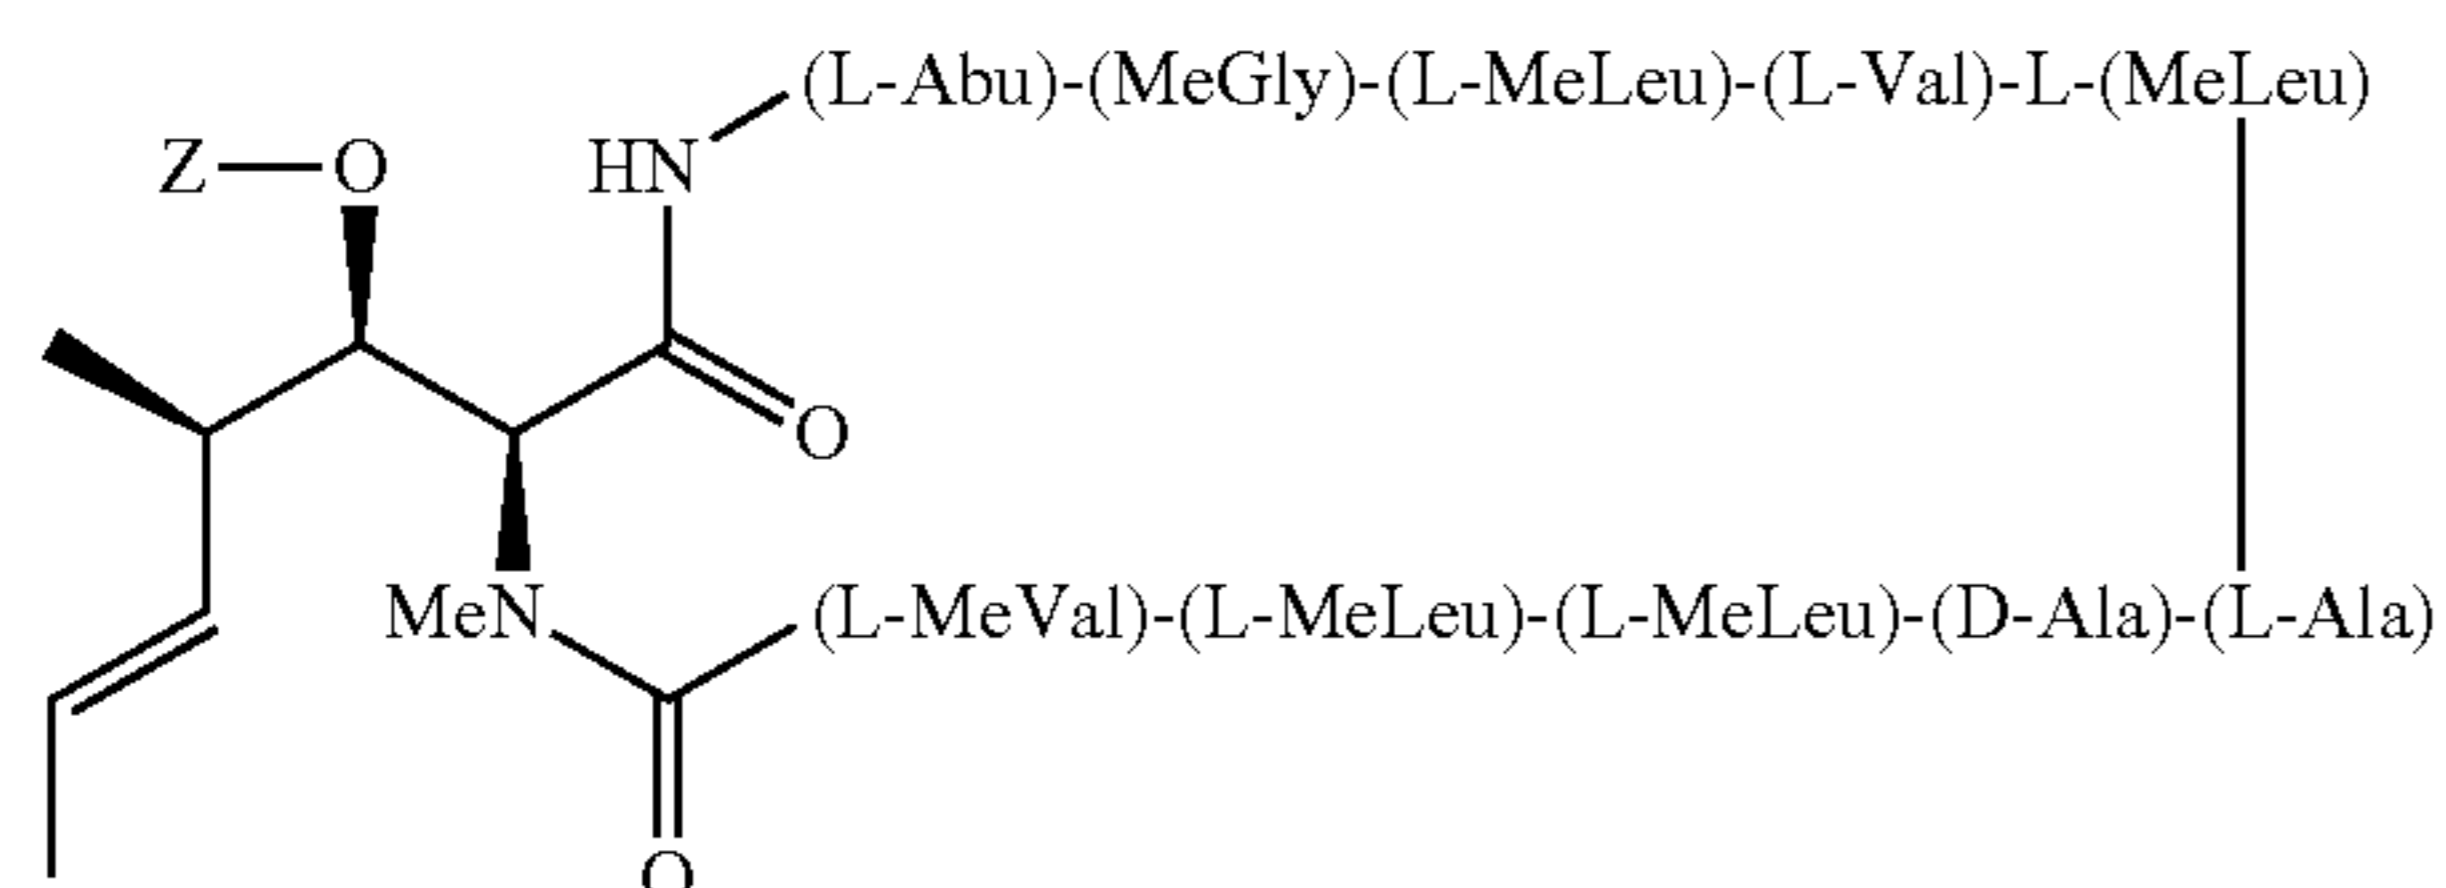 (L-Abu)-(MeGly)-(L-MeLeu)-(L-Val)-L-(MeLeu)
Z
O
HN
O
MeN
(L-MeVal)-(L-MeLeu)-(L-MeLeu)-(D-Ala)-(L-Ala)
O